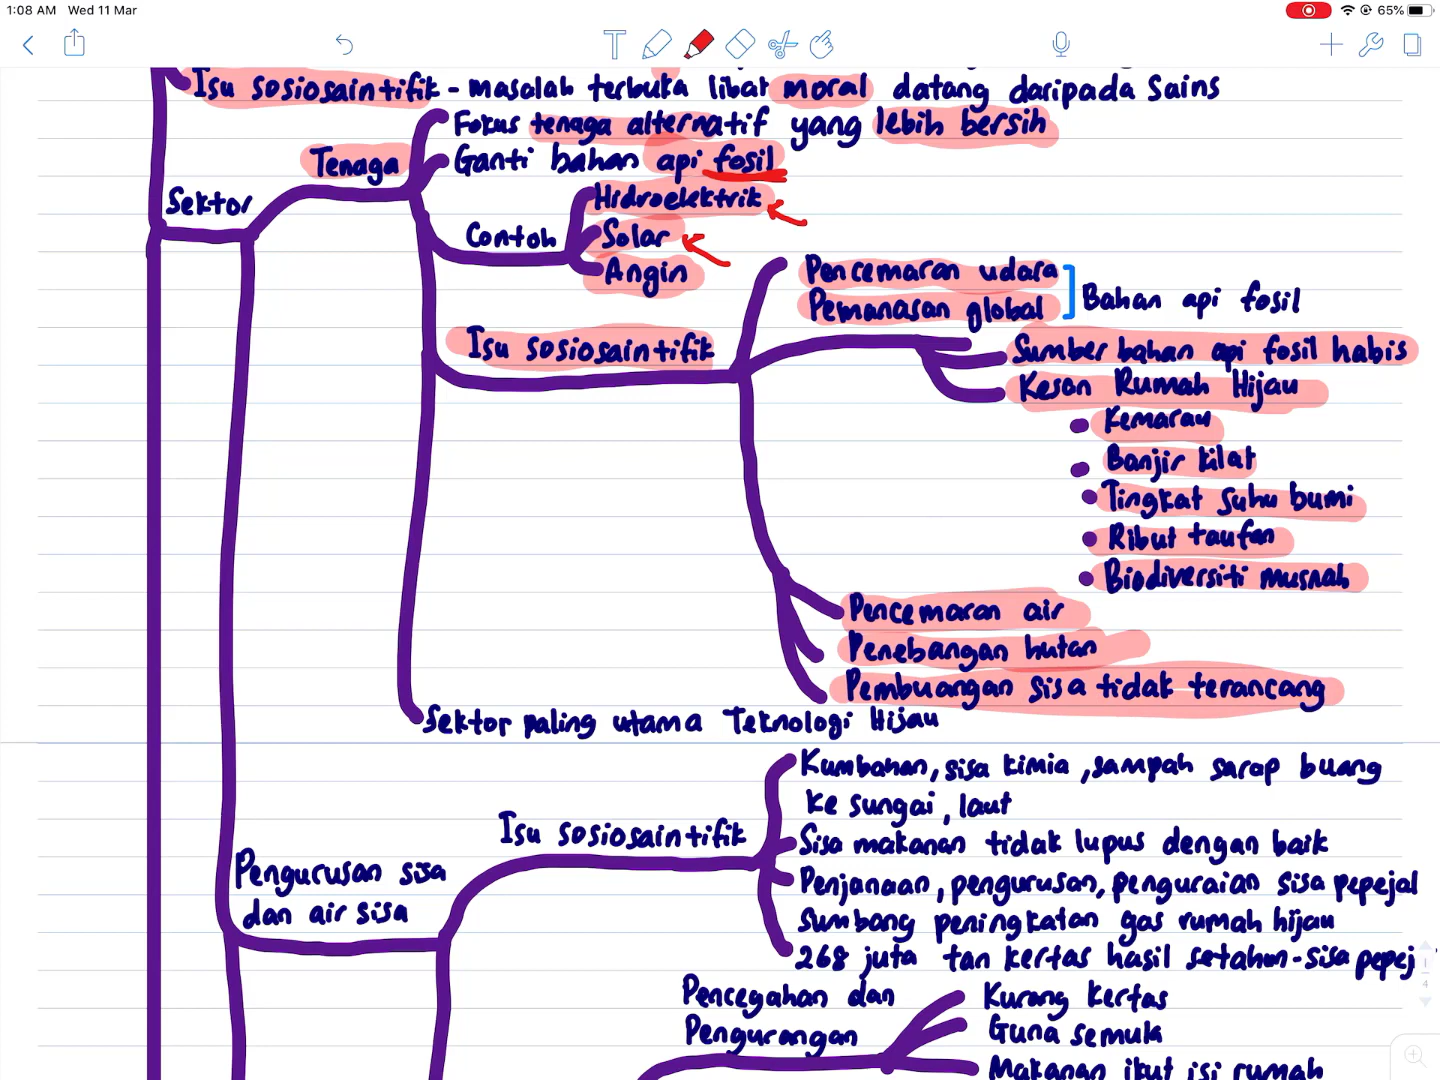 1:08 AM Wed 11 Mar
65%
Isu sosiosaintifik - masalah terbuka libat moral datang daripada Sains
Fokus tenaga alternatif yang lebih bersih
Tenaga
Ganti bahan api fosil
Sektor
Hidroelektrik
Contoh
Solar
Angin
Pencemaran udara
Pemanasan global
Bahan api fosil
Isu sosiosaintifik
Sumber bahan api fosil habis
Kesan Rumah Hijau
Kemarau
Banjir kilat
Tingkat suhu bumi
Ribut taufan
Biodiversiti musnah
Pencemaran air
Penebangan hutan
Pembuangan sisa tidak terancang
Sektor paling utama Teknologi Hijau
Kumbahan, sisa kimia, sampah sarap buang
ke sungai, laut
Isu sosiosaintifik
Sisa makanan tidak lupus dengan baik
Pengurusan sisa
dan air sisa
Penjanaan, pengurusan, penguraian sisa pepejal
sumbang peningkatan gas rumah hijau
268 juta tan kertas hasil setahun - sisa pepej
Pencegahan dan
Pengurangan
Kurang kertas
Guna semula
Makanan ikut isi rumah